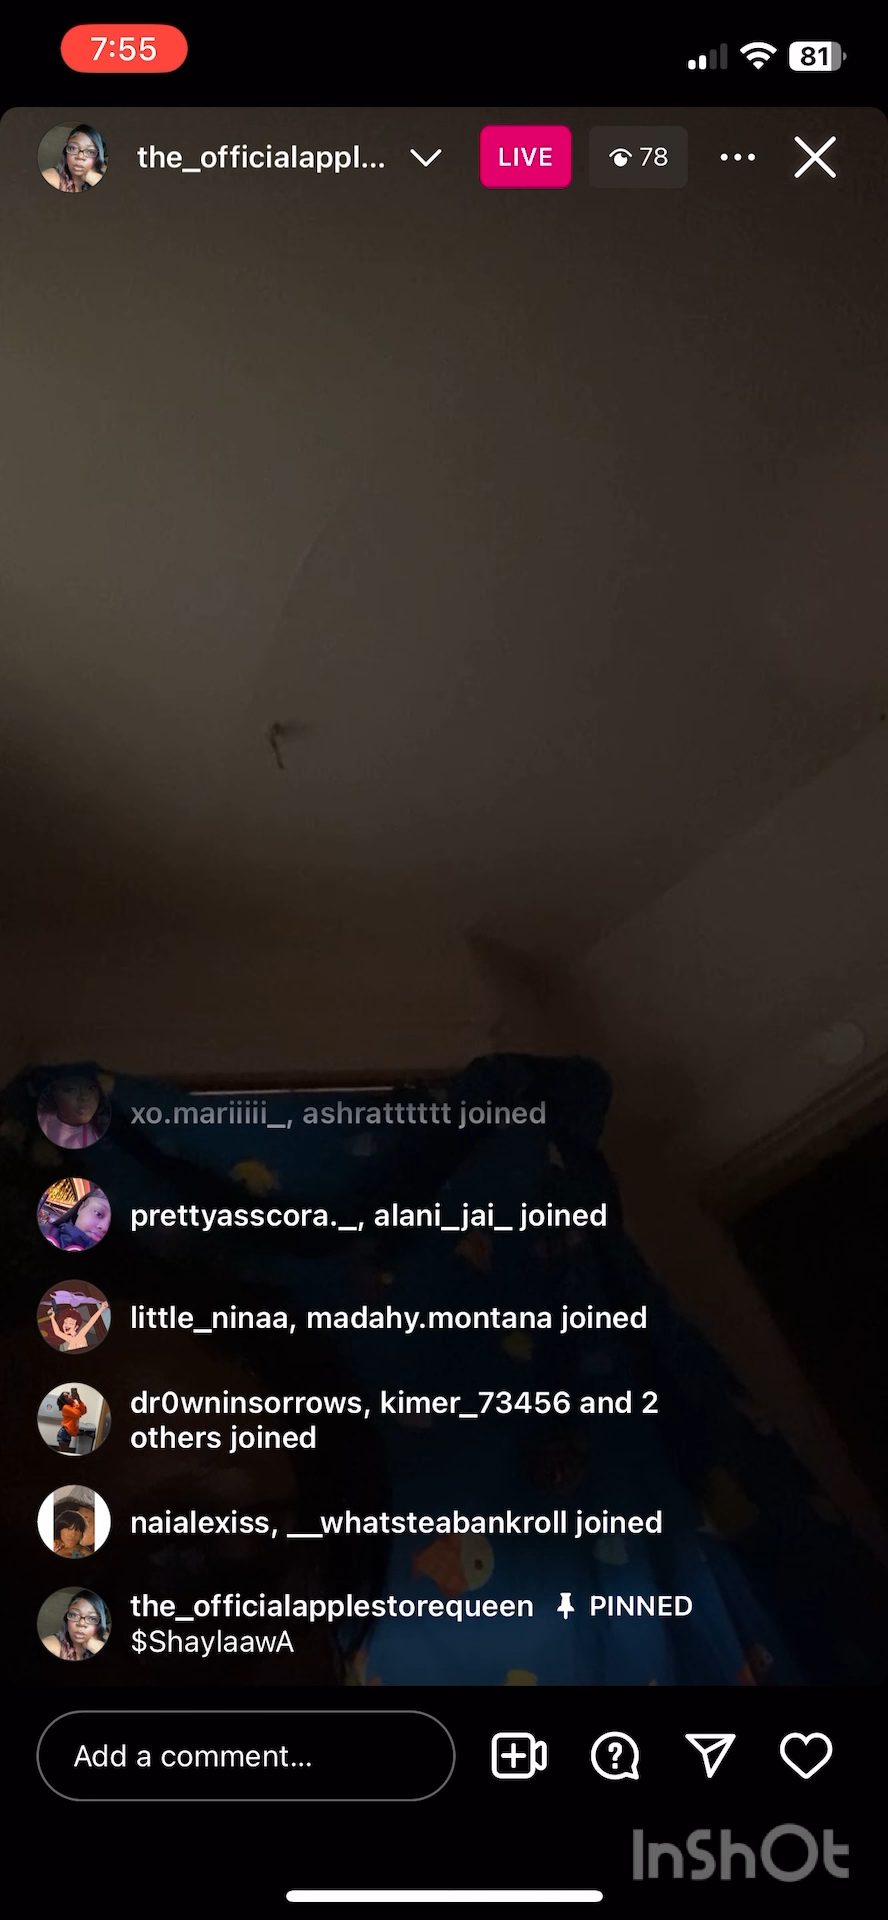 7:55
81
the_officialappl...
LIVE
78
xo.mariiiii_, ashratttttt joined
prettyasscora._, alani_jai_ joined
little_ninaa, madahy.montana joined
dr0wninsorrows, kimer_73456 and 2
others joined
naialexiss, __whatsteabankroll joined
the_officialapplestorequeen PINNED
$ShaylaawA
Add a comment...
InShOt